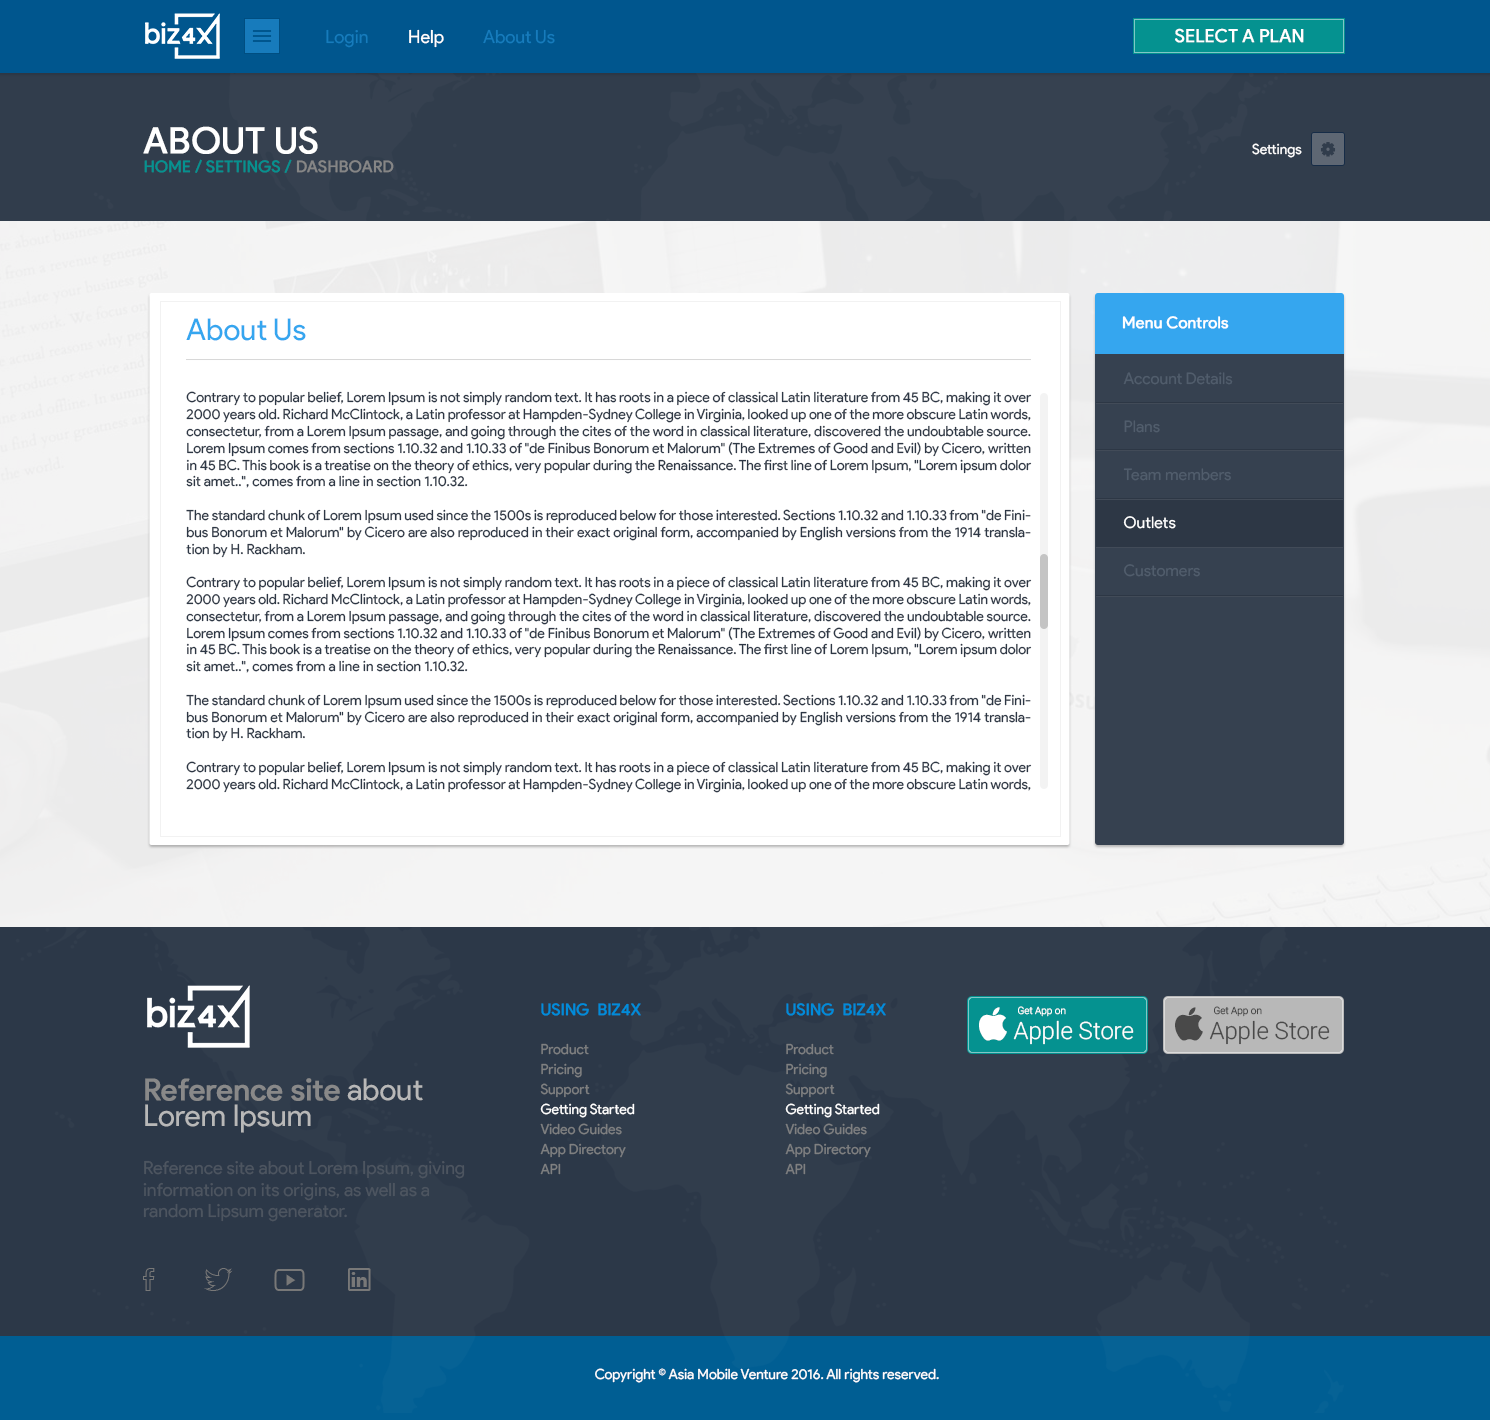 biz4X
Login
Help
About Us
SELECT A PLAN
ABOUT US
HOME / SETTINGS / DASHBOARD
Settings
About Us
Contrary to popular belief, Lorem Ipsum is not simply random text. It has roots in a piece of classical Latin literature from 45 BC, making it over
2000 years old. Richard McClintock, a Latin professor at Hampden-Sydney College in Virginia, looked up one of the more obscure Latin words,
consectetur, from a Lorem Ipsum passage, and going through the cites of the word in classical literature, discovered the undoubtable source.
Lorem Ipsum comes from sections 1.10.32 and 1.10.33 of "de Finibus Bonorum et Malorum" (The Extremes of Good and Evil) by Cicero, written
in 45 BC. This book is a treatise on the theory of ethics, very popular during the Renaissance. The first line of Lorem Ipsum, "Lorem ipsum dolor
sit amet..", comes from a line in section 1.10.32.
The standard chunk of Lorem Ipsum used since the 1500s is reproduced below for those interested. Sections 1.10.32 and 1.10.33 from "de Fini-
bus Bonorum et Malorum" by Cicero are also reproduced in their exact original form, accompanied by English versions from the 1914 transla-
tion by H. Rackham.
Contrary to popular belief, Lorem Ipsum is not simply random text. It has roots in a piece of classical Latin literature from 45 BC, making it over
2000 years old. Richard McClintock, a Latin professor at Hampden-Sydney College in Virginia, looked up one of the more obscure Latin words,
consectetur, from a Lorem Ipsum passage, and going through the cites of the word in classical literature, discovered the undoubtable source.
Lorem Ipsum comes from sections 1.10.32 and 1.10.33 of "de Finibus Bonorum et Malorum" (The Extremes of Good and Evil) by Cicero, written
in 45 BC. This book is a treatise on the theory of ethics, very popular during the Renaissance. The first line of Lorem Ipsum, "Lorem ipsum dolor
sit amet..", comes from a line in section 1.10.32.
The standard chunk of Lorem Ipsum used since the 1500s is reproduced below for those interested. Sections 1.10.32 and 1.10.33 from "de Fini-
bus Bonorum et Malorum" by Cicero are also reproduced in their exact original form, accompanied by English versions from the 1914 transla-
tion by H. Rackham.
Contrary to popular belief, Lorem Ipsum is not simply random text. It has roots in a piece of classical Latin literature from 45 BC, making it over
2000 years old. Richard McClintock, a Latin professor at Hampden-Sydney College in Virginia, looked up one of the more obscure Latin words,
Menu Controls
Account Details
Plans
Team members
Outlets
Customers
biz4X
Reference site about
Lorem Ipsum
Reference site about Lorem Ipsum, giving
information on its origins, as well as a
random Lipsum generator.
USING BIZ4X
Product
Pricing
Support
Getting Started
Video Guides
App Directory
API
USING BIZ4X
Product
Pricing
Support
Getting Started
Video Guides
App Directory
API
Get App on
Apple Store
Get App on
Apple Store
Copyright © Asia Mobile Venture 2016. All rights reserved.